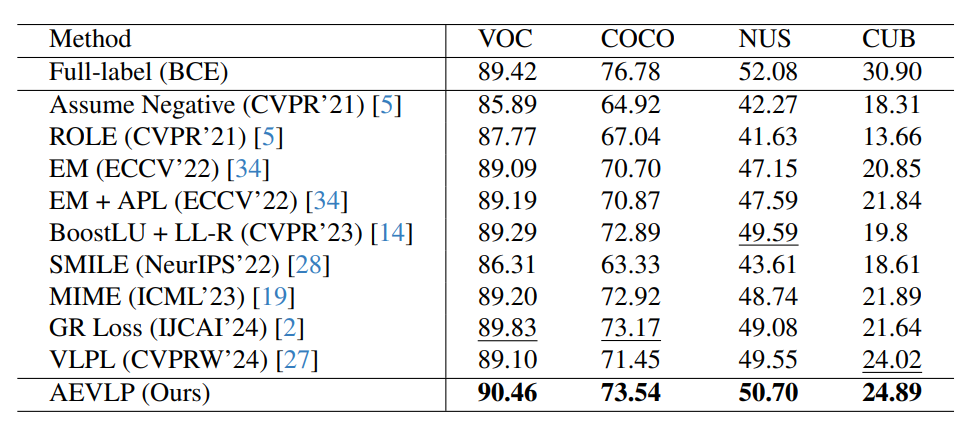 Method VOC COCO NUS CUB
Full-label (BCE) 89.42 76.78 52.08 30.90
Assume Negative (CVPR’21) [5] 85.89 64.92 42.27 18.31
ROLE (CVPR’21) [5] 87.77 67.04 41.63 13.66
EM (ECCV’22) [34] 89.09 70.70 47.15 20.85
EM + APL (ECCV’22) [34] 89.19 70.87 47.59 21.84
BoostLU + LL-R (CVPR’23) [14] 89.29 72.89 49.59 19.8
SMILE (NeurIPS’22) [28] 86.31 63.33 43.61 18.61
MIME (ICML’23) [19] 89.20 72.92 48.74 21.89
GR Loss (IJCAI’24) [2] 89.83 73.17 49.08 21.64
VLPL (CVPRW’24) [27] 89.10 71.45 49.55 24.02
AEVLP (Ours) 90.46 73.54 50.70 24.89